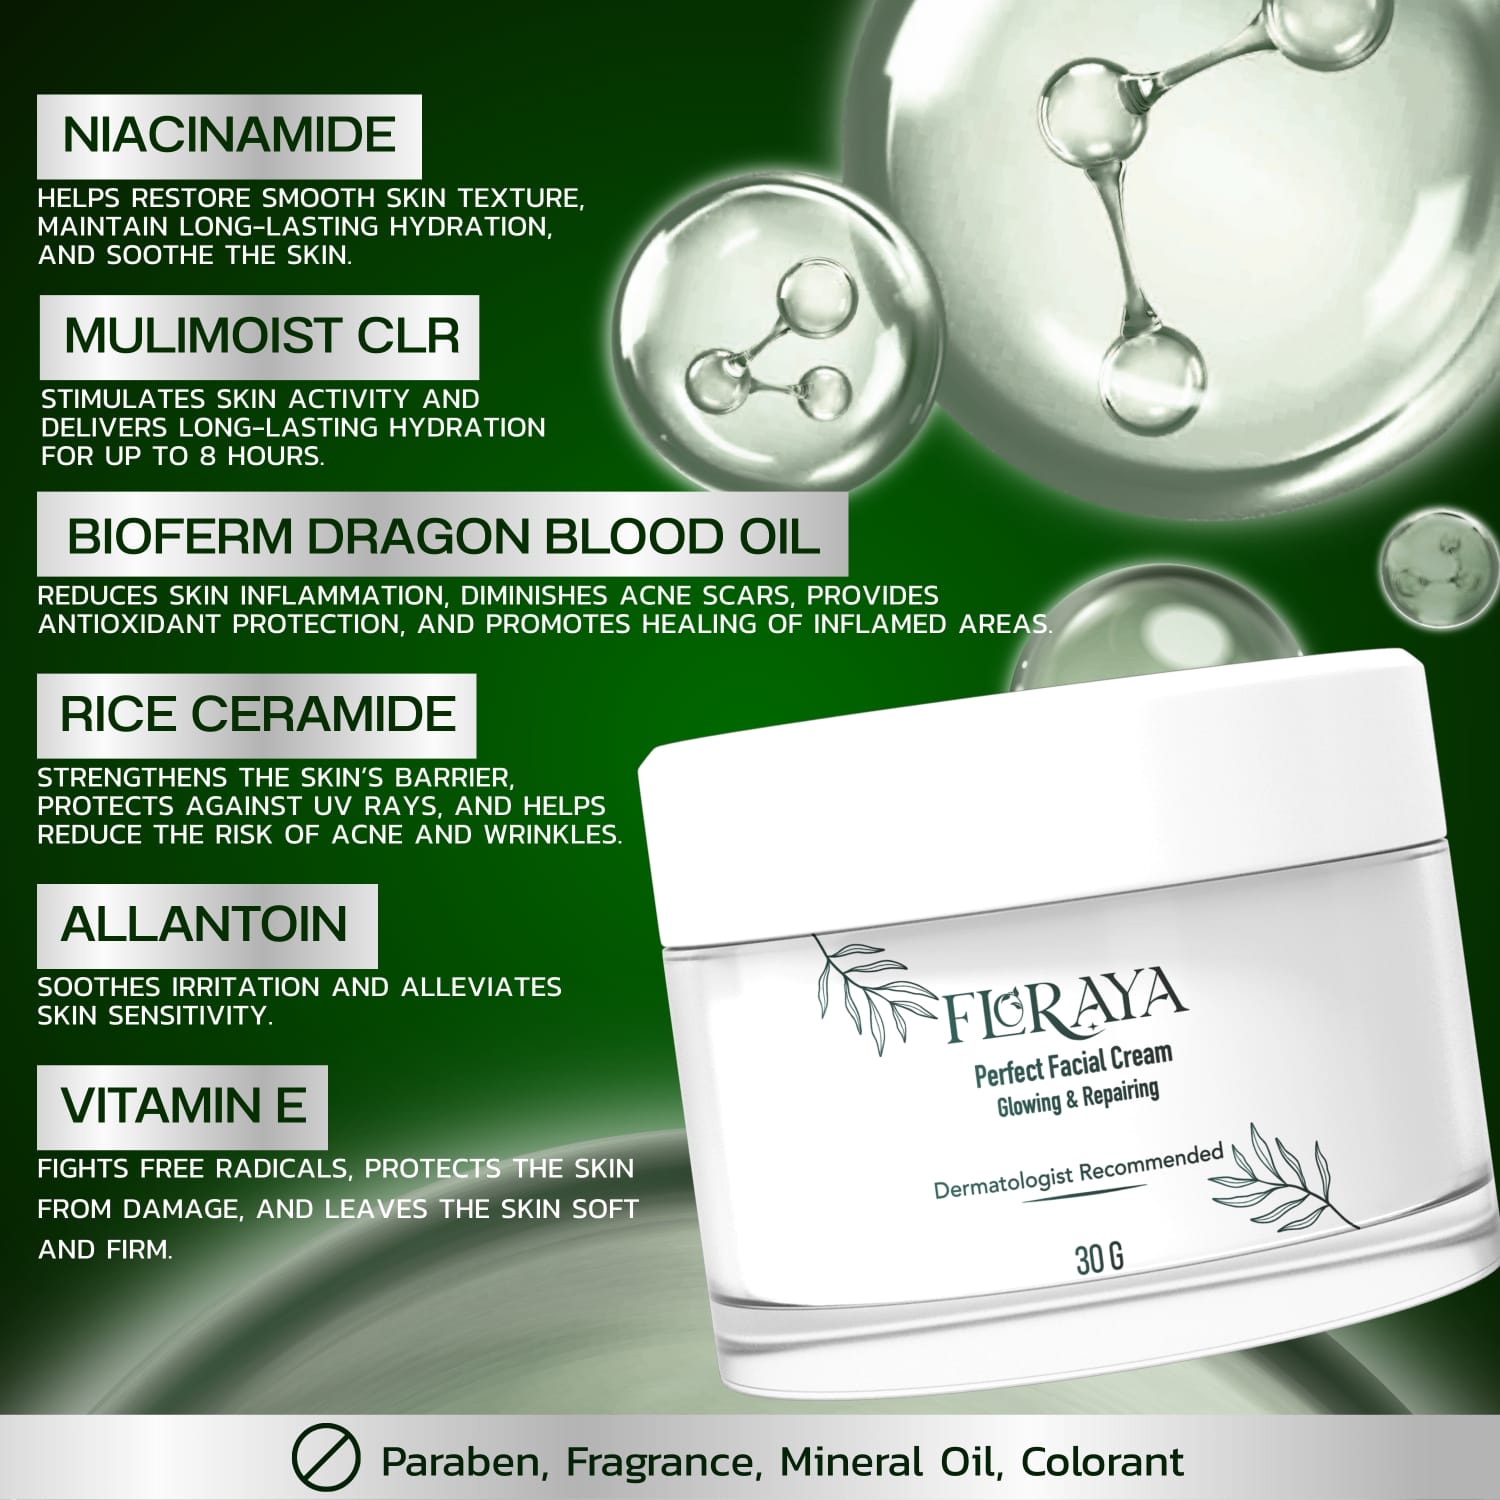 NIACINAMIDE
HELPS RESTORE SMOOTH SKIN TEXTURE,
MAINTAIN LONG-LASTING HYDRATION,
AND SOOTHE THE SKIN.
MULIMOIST CLR
STIMULATES SKIN ACTIVITY AND
DELIVERS LONG-LASTING HYDRATION
FOR UP TO 8 HOURS.
BIOFERM DRAGON BLOOD OIL
REDUCES SKIN INFLAMMATION, DIMINISHES ACNE SCARS, PROVIDES
ANTIOXIDANT PROTECTION, AND PROMOTES HEALING OF INFLAMED AREAS.
RICE CERAMIDE
STRENGTHENS THE SKIN'S BARRIER,
PROTECTS AGAINST UV RAYS, AND HELPS
REDUCE THE RISK OF ACNE AND WRINKLES.
ALLANTOIN
SOOTHES IRRITATION AND ALLEVIATES
SKIN SENSITIVITY.
VITAMIN E
FIGHTS FREE RADICALS, PROTECTS THE SKIN
FROM DAMAGE, AND LEAVES THE SKIN SOFT
AND FIRM.
FLORAYA
Perfect Facial Cream
Glowing & Repairing
Dermatologist Recommended
30 G
Paraben, Fragrance, Mineral Oil, Colorant